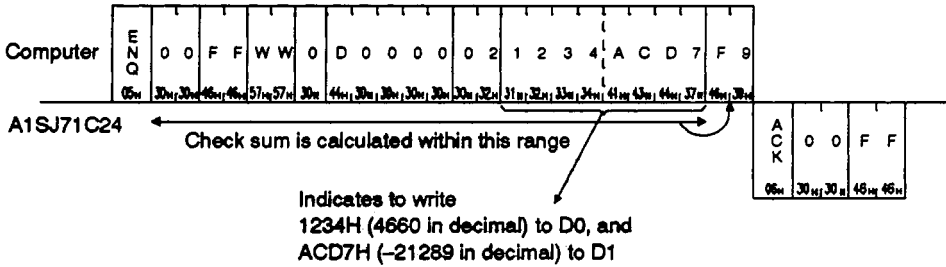 Computer ENQ 0 0 F F W W 0 D 0 0 0 0 0 2 1 2 3 4 A C D 7 F 9
05H 30H 30H 46H 46H 57H 57H 30H 44H 30H 30H 30H 30H 30H 32H 31H 32H 33H 34H 41H 43H 44H 37H 46H 39H
A1SJ71C24
Check sum is calculated within this range
ACK 0 0 F F
06H 30H 30H 46H 46H
Indicates to write
1234H (4660 in decimal) to D0, and
ACD7H (–21289 in decimal) to D1